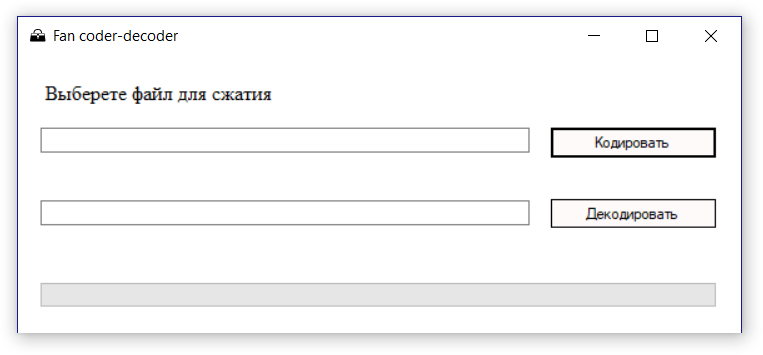 Fan coder-decoder
Выберете файл для сжатия
Кодировать
Декодировать